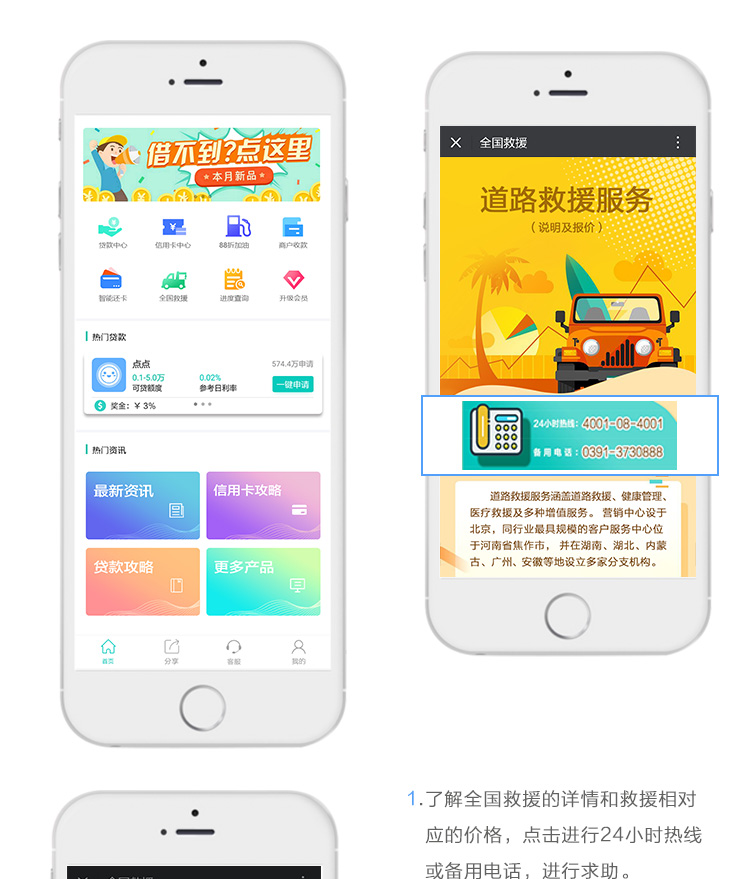 借不到?点这里
本月新品
贷款中心 信用卡中心 88折加油 商户收款
智能还卡 全国救援 进度查询 升级会员
热门贷款
点点 574.4万申请
0.1-5.0万 0.02%
可贷额度 参考日利率 一键申请
奖金：￥3%
热门资讯
最新资讯 信用卡攻略
贷款攻略 更多产品
首页 分享 客服 我的
全国救援
道路救援服务
(说明及报价)
24小时热线：4001-08-4001
备用电话：0391-3730888
道路救援服务涵盖道路救援、健康管理、
医疗救援及多种增值服务。营销中心设于
北京，同行业最具规模的客户服务中心位
于河南省焦作市，并在湖南、湖北、内蒙
古、广州、安徽等地设立多家分支机构。
1.了解全国救援的详情和救援相对
应的价格，点击进行24小时热线
或备用电话，进行求助。